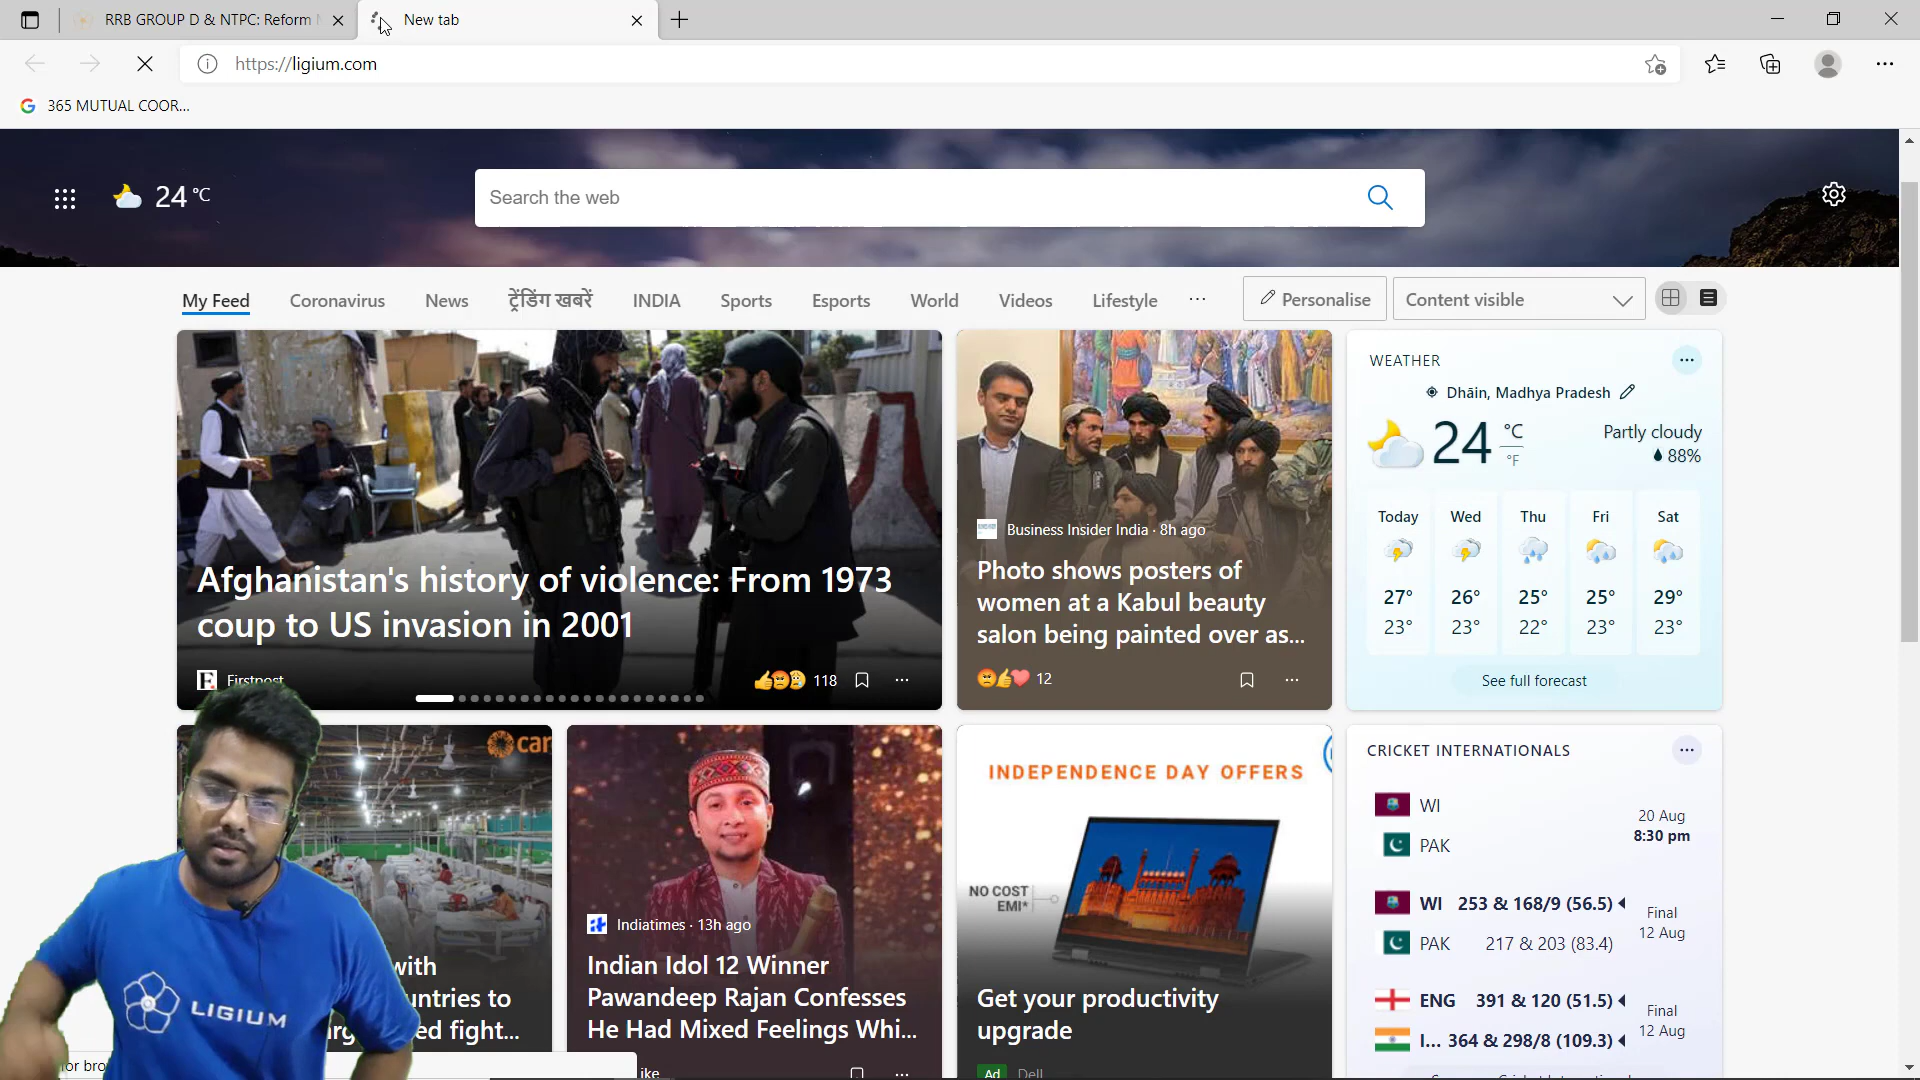 RRB GROUP D & NTPC: Reform
New tab
https://ligium.com
365 MUTUAL COOR...
24 °C
Search the web
My Feed
Coronavirus
News
ट्रेंडिंग खबरें
INDIA
Sports
Esports
World
Videos
Lifestyle
Personalise
Content visible
Afghanistan's history of violence: From 1973
coup to US invasion in 2001
Firstpost
118
Business Insider India · 8h ago
Photo shows posters of
women at a Kabul beauty
salon being painted over as...
12
WEATHER
Dhāin, Madhya Pradesh
24 °C
°F
Partly cloudy
88%
Today Wed Thu Fri Sat
27° 26° 25° 25° 29°
23° 23° 22° 23° 23°
See full forecast
with
ed fight...
LIGIUM
Indiatimes · 13h ago
Indian Idol 12 Winner
Pawandeep Rajan Confesses
He Had Mixed Feelings Whi...
INDEPENDENCE DAY OFFERS
NO COST
EMI*
Get your productivity
upgrade
Ad Dell
CRICKET INTERNATIONALS
WI
PAK
20 Aug
8:30 pm
WI 253 & 168/9 (56.5)
PAK 217 & 203 (83.4)
Final
12 Aug
ENG 391 & 120 (51.5)
I... 364 & 298/8 (109.3)
Final
12 Aug